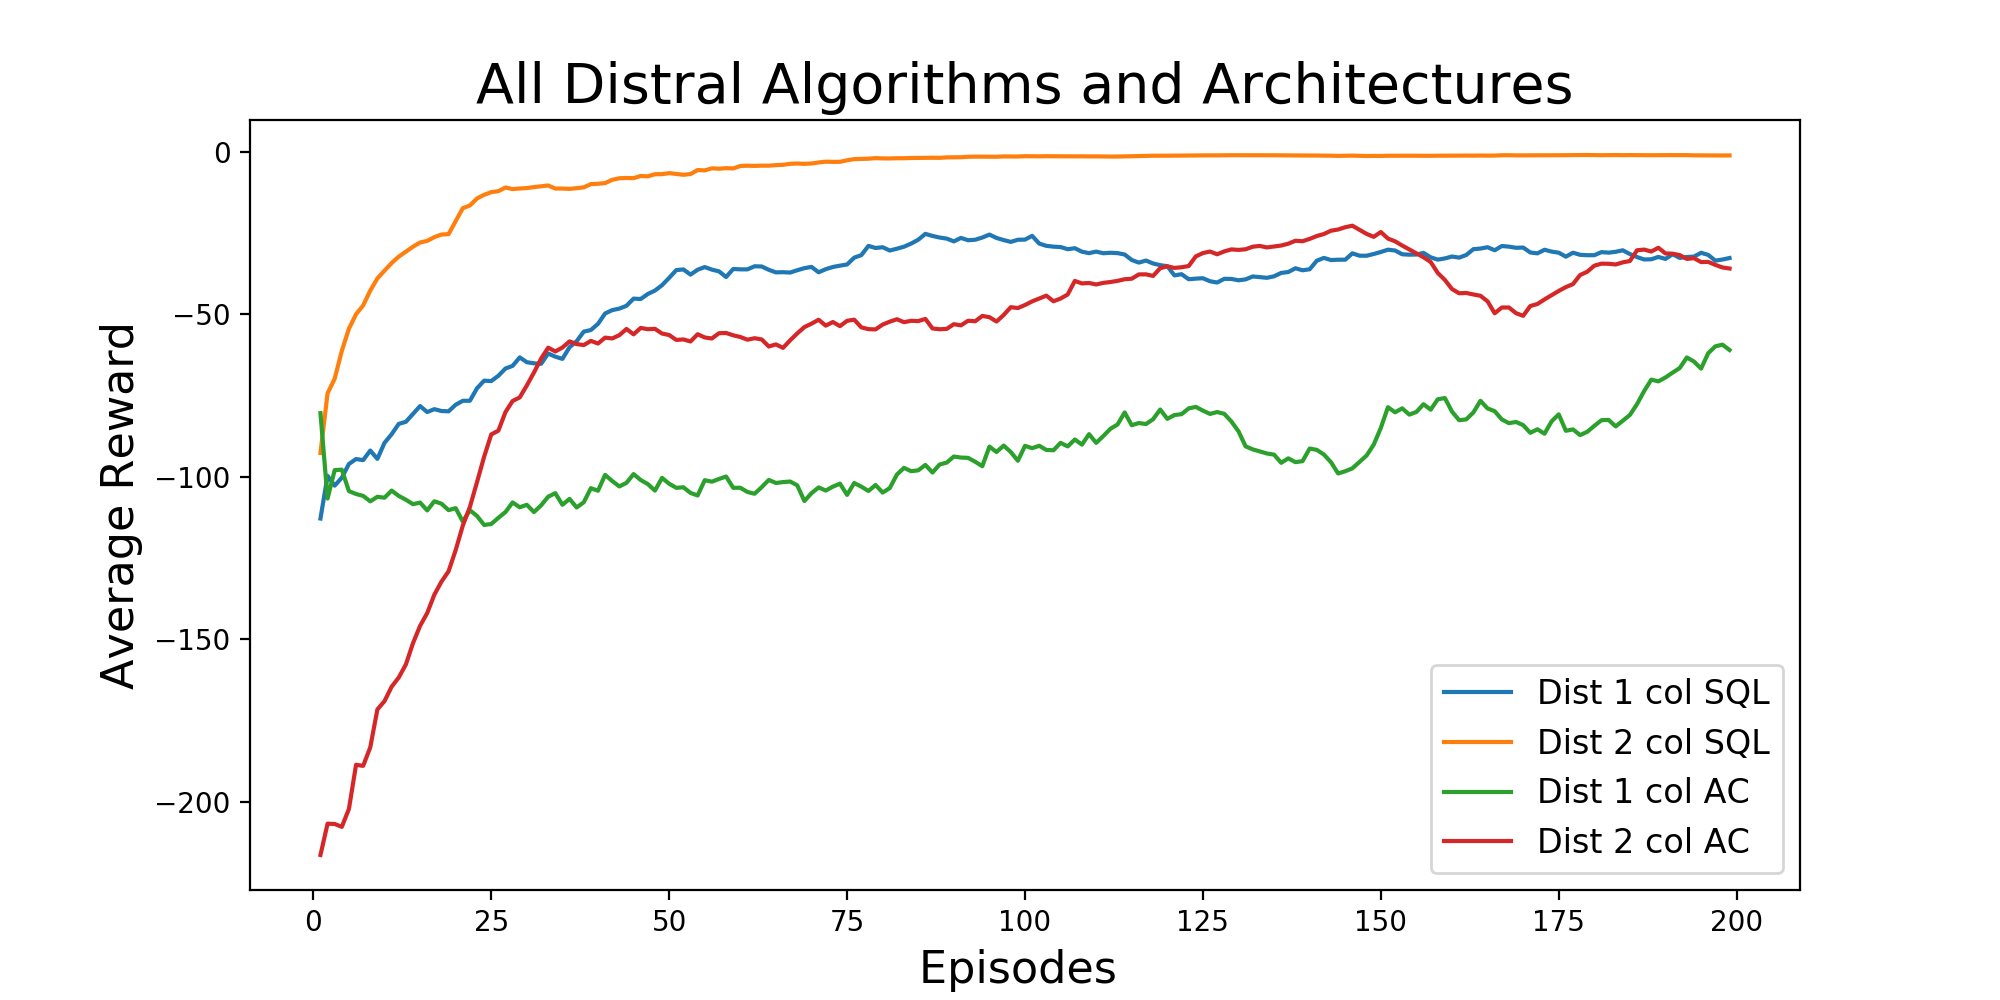 All Distral Algorithms and Architectures
0
−50
−100
−150
−200
Average Reward
0 25 50 75 100 125 150 175 200
Episodes
Dist 1 col SQL
Dist 2 col SQL
Dist 1 col AC
Dist 2 col AC